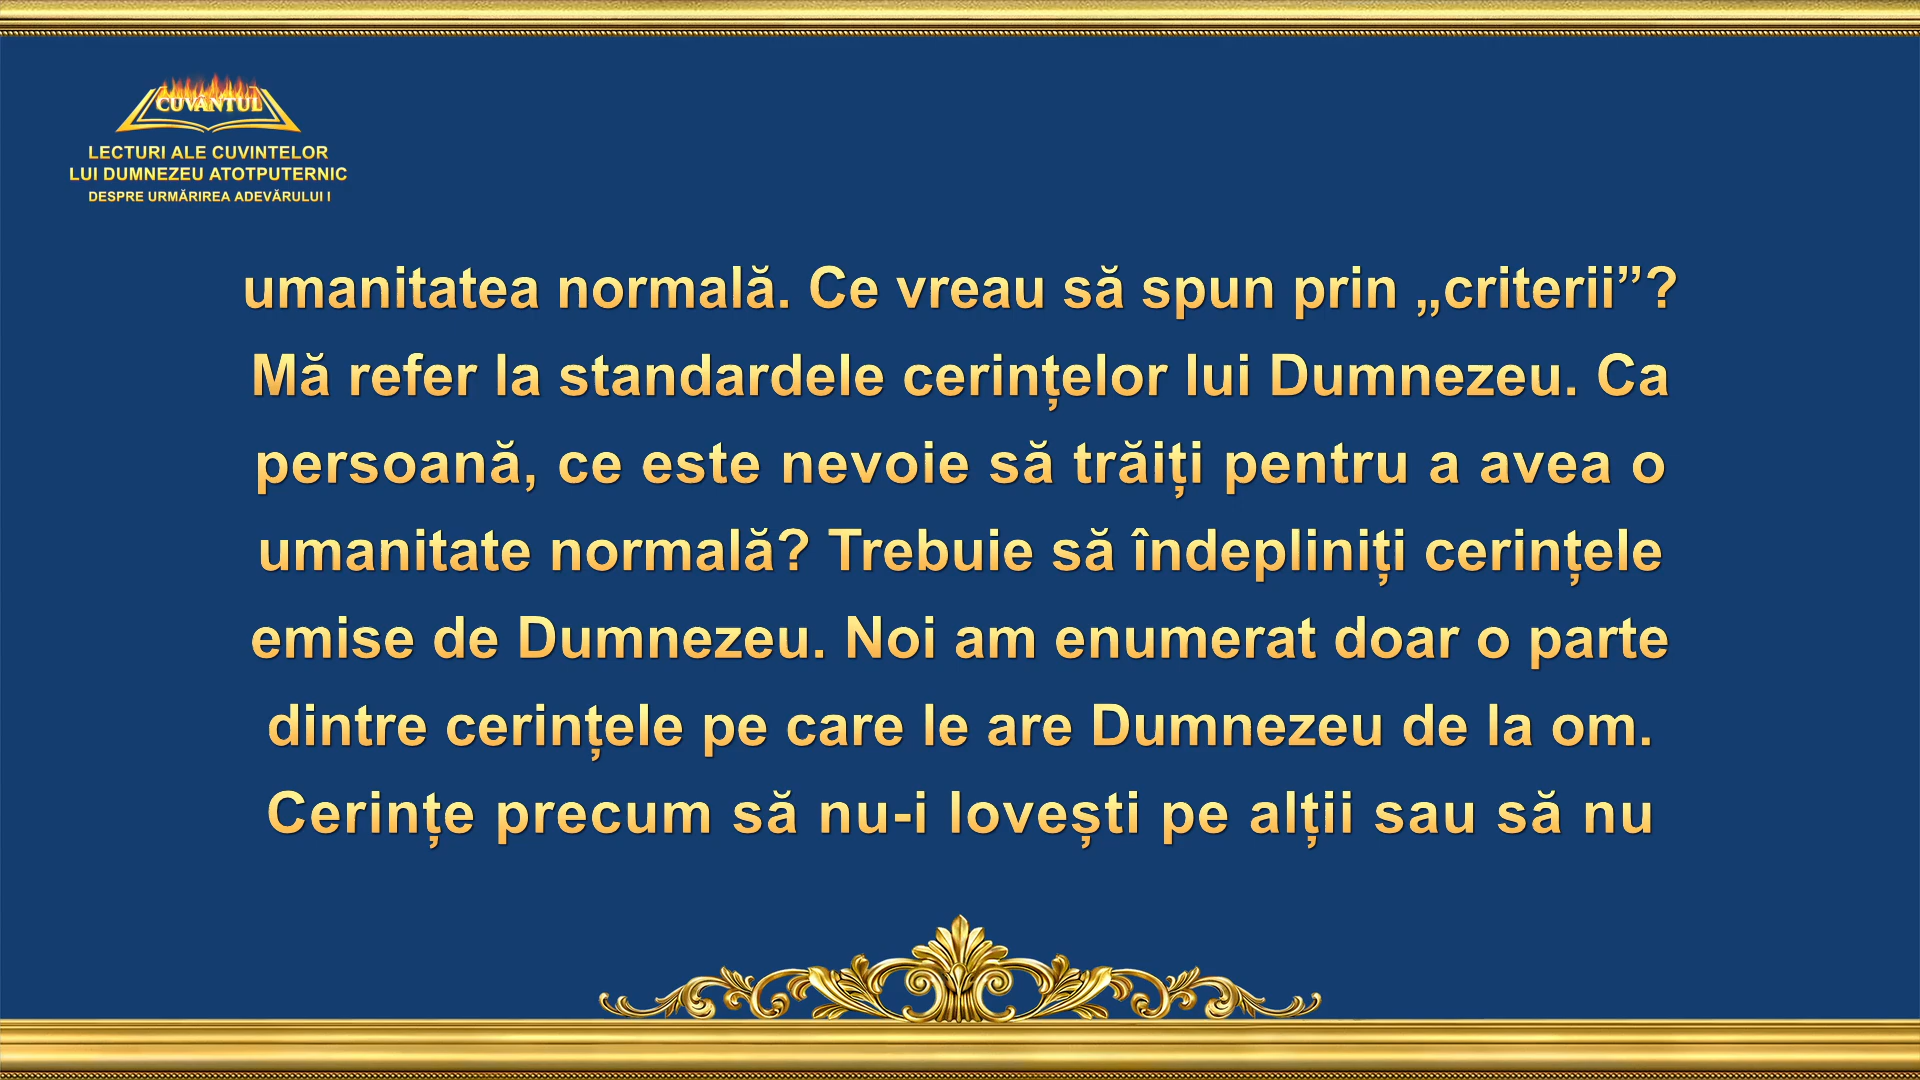 CUVÂNTUL
LECTURI ALE CUVINTELOR
LUI DUMNEZEU ATOTPUTERNIC
DESPRE URMĂRIREA ADEVĂRULUI I
umanitatea normală. Ce vreau să spun prin „criterii”?
Mă refer la standardele cerințelor lui Dumnezeu. Ca
persoană, ce este nevoie să trăiți pentru a avea o
umanitate normală? Trebuie să îndepliniți cerințele
emise de Dumnezeu. Noi am enumerat doar o parte
dintre cerințele pe care le are Dumnezeu de la om.
Cerințe precum să nu-i lovești pe alții sau să nu